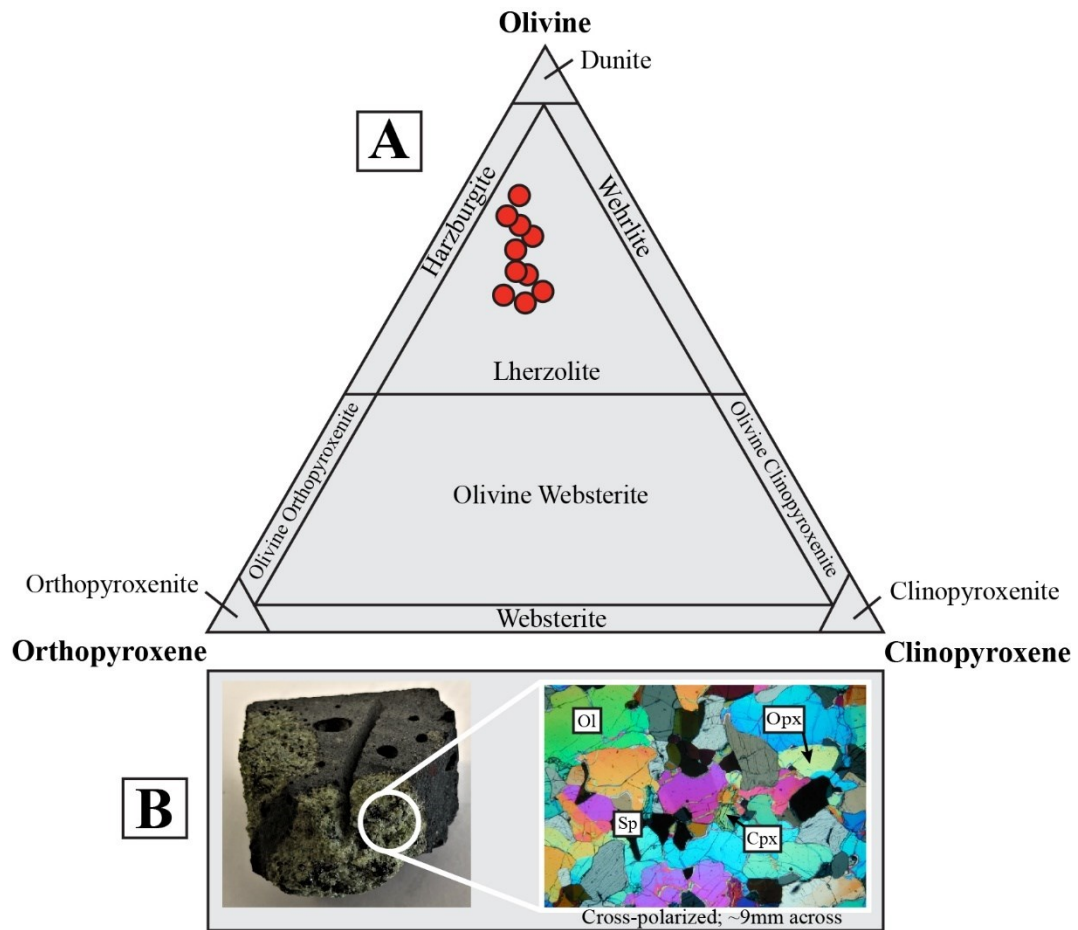 Olivine
Dunite
A
Harzburgite
Wehrlite
Lherzolite
Olivine Orthopyroxenite
Olivine Clinopyroxenite
Olivine Websterite
Orthopyroxenite
Clinopyroxenite
Websterite
Orthopyroxene
Clinopyroxene
B
Ol
Opx
Sp
Cpx
Cross-polarized; ~9mm across